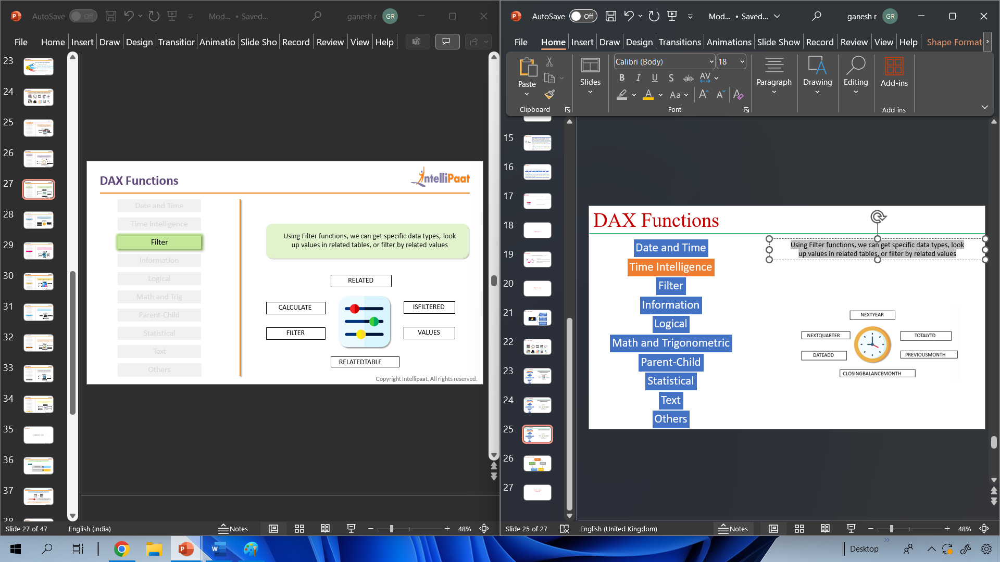 AutoSave Off Mod... • Saved... ganesh r GR
File Home Insert Draw Design Transitior Animatio Slide Sho Record Review View Help
23
24
25
26
27
28
29
30
31
32
33
34
35
36
37
38
DAX Functions
IntelliPaat
Date and Time
Time Intelligence
Filter
Information
Logical
Math and Trig
Parent-Child
Statistical
Text
Others
Using Filter functions, we can get specific data types, look
up values in related tables, or filter by related values
RELATED
CALCULATE
ISFILTERED
FILTER
VALUES
RELATEDTABLE
Copyright Intellipaat. All rights reserved.
Slide 27 of 47 English (India) Notes 48%
AutoSave Off Mod... • Saved... ganesh r GR
File Home Insert Draw Design Transitions Animations Slide Show Record Review View Help Shape Format
Paste
Clipboard
Slides
Calibri (Body) 18
B I U S ab AV
A Aa A A A
Font
Paragraph
Drawing
Editing
Add-ins
Add-ins
15
16
17
18
19
20
21
22
23
24
25
26
27
DAX Functions
Date and Time
Time Intelligence
Filter
Information
Logical
Math and Trigonometric
Parent-Child
Statistical
Text
Others
Using Filter functions, we can get specific data types, look
up values in related tables, or filter by related values
NEXTYEAR
NEXTQUARTER
TOTALYTD
DATEADD
PREVIOUSMONTH
CLOSINGBALANCEMONTH
Slide 25 of 27 English (United Kingdom) Notes 48%
Desktop